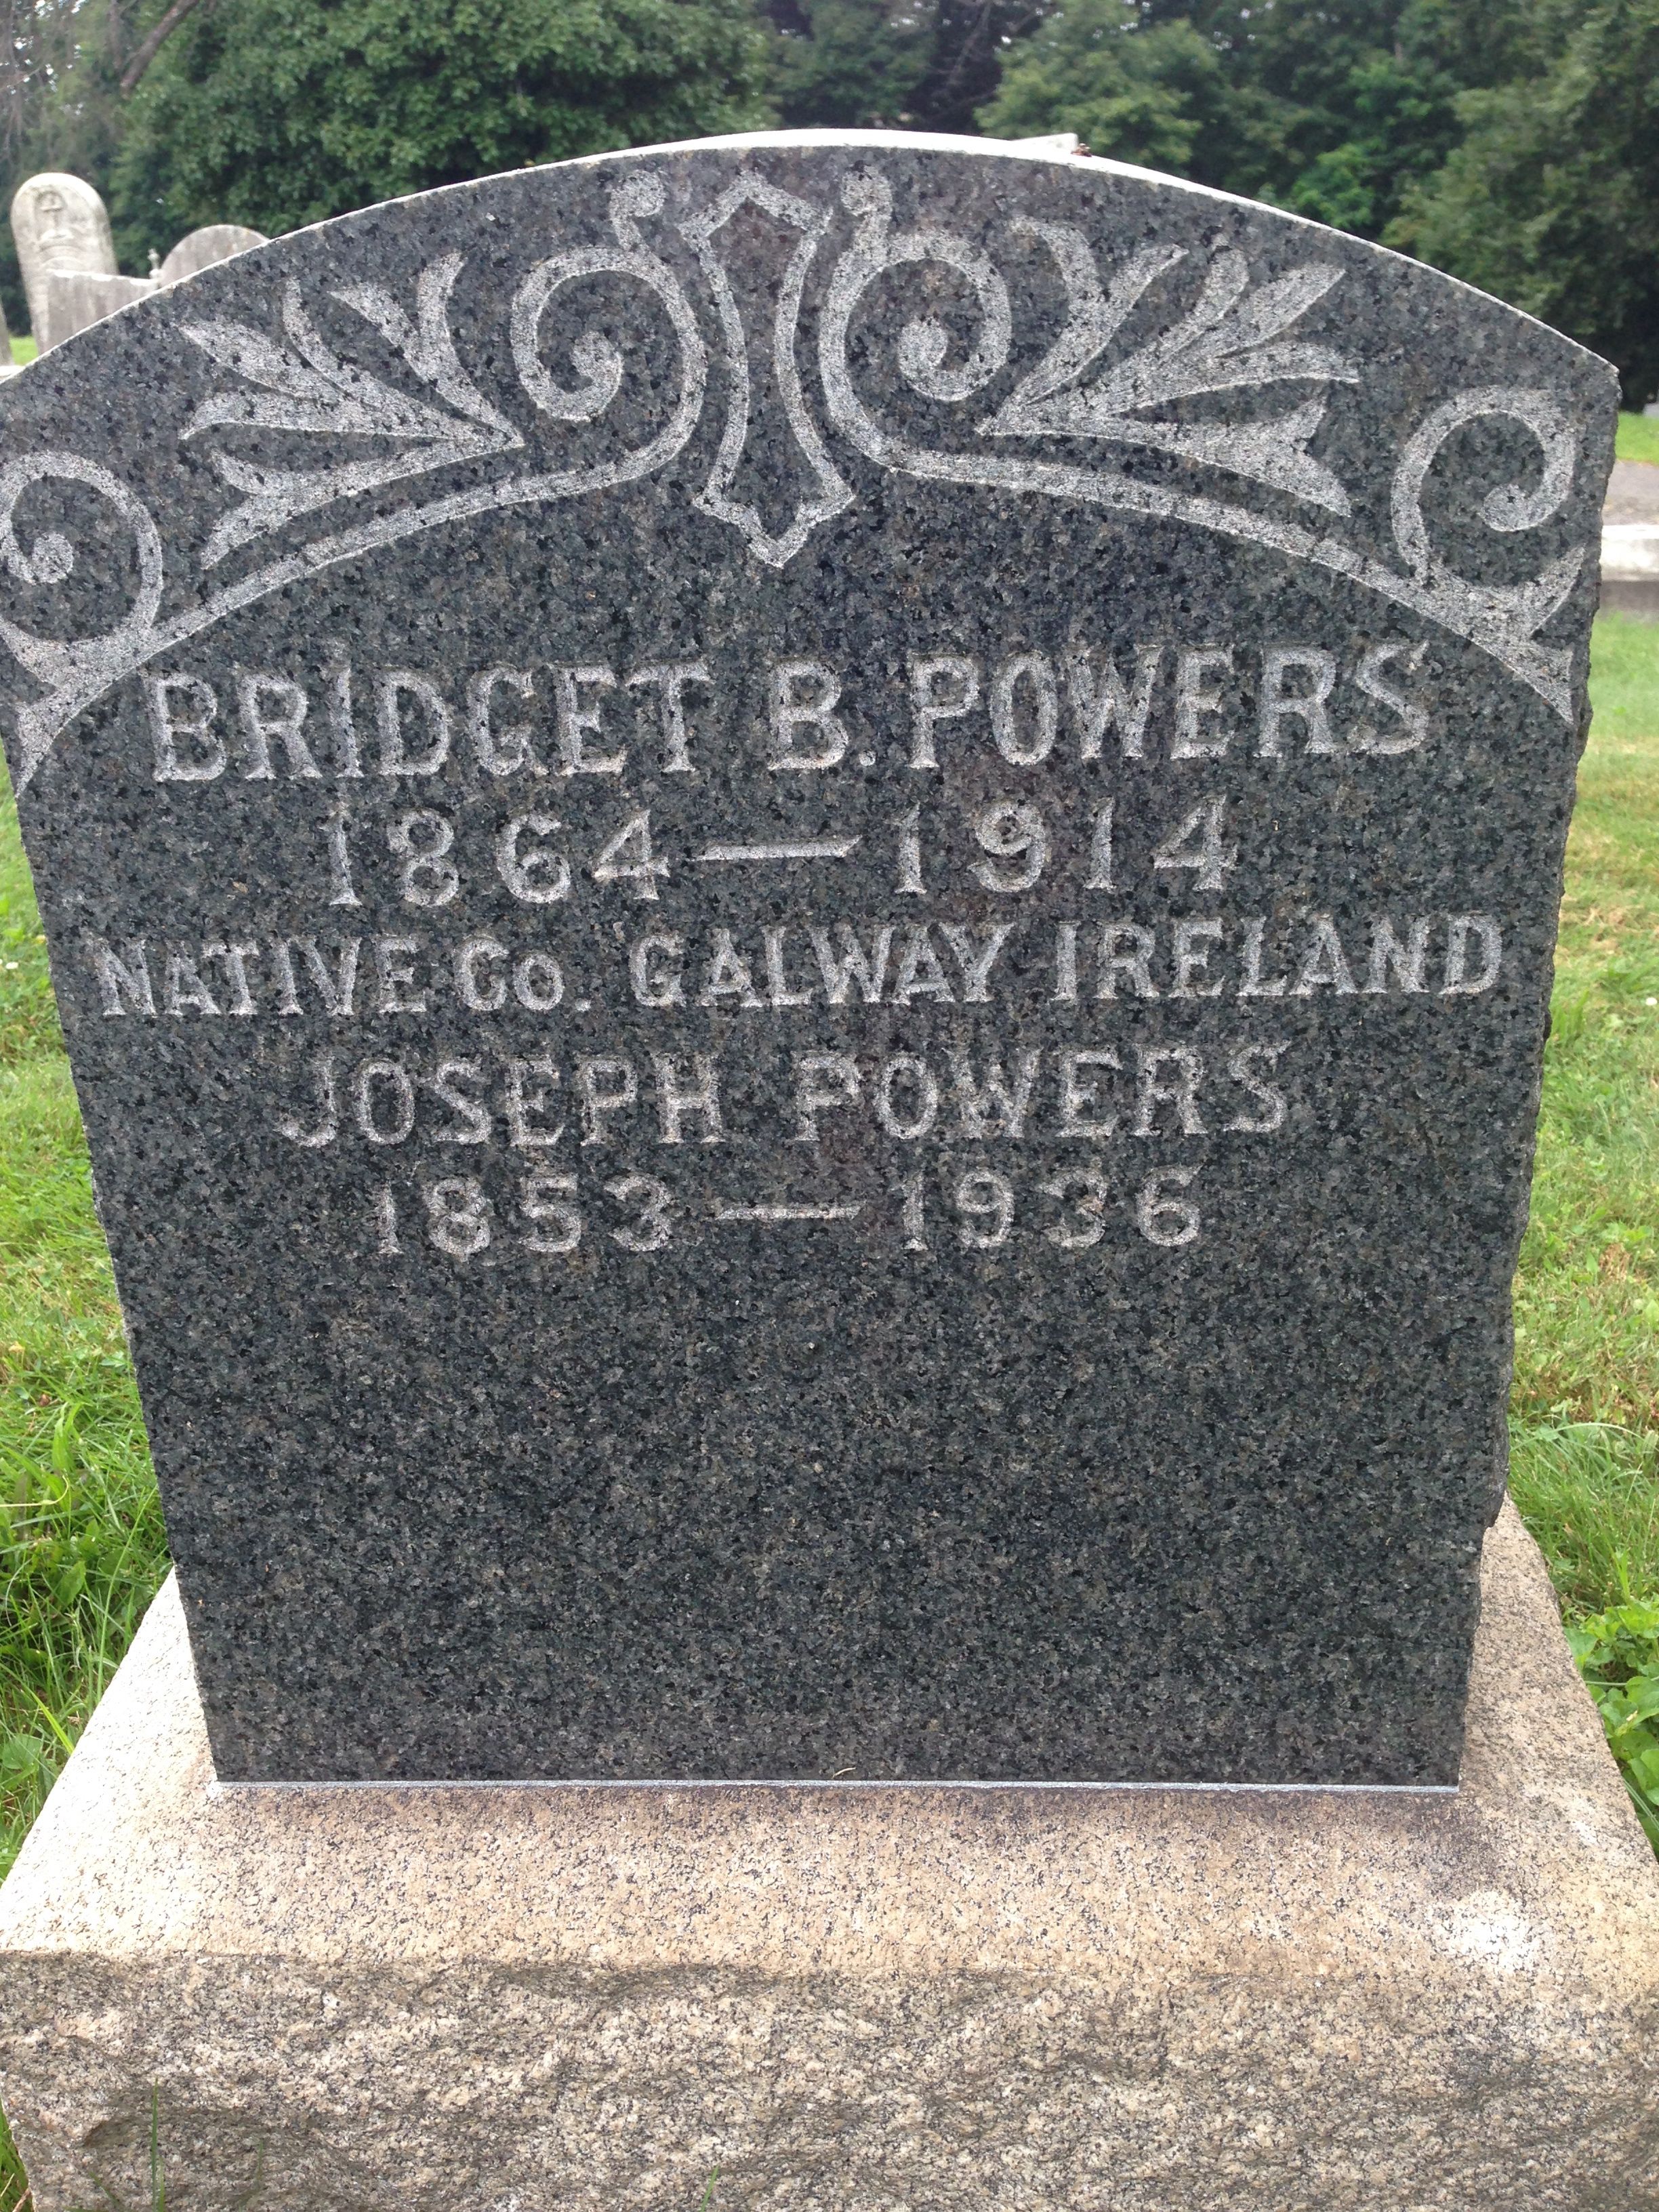 BRIDGET B. POWERS
1864 — 1914
NATIVE Co. GALWAY IRELAND
JOSEPH POWERS
1853 — 1936